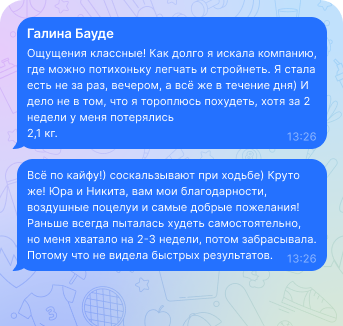 Галина Бауде
Ощущения классные! Как долго я искала компанию,
где можно потихоньку легчать и стройнеть. Я стала
есть не за раз, вечером, а всё же в течение дня) И
дело не в том, что я тороплюсь похудеть, хотя за 2
недели у меня потерялись
2,1 кг.
13:26
Всё по кайфу!) соскальзывают при ходьбе) Круто
же! Юра и Никита, вам мои благодарности,
воздушные поцелуи и самые добрые пожелания!
Раньше всегда пыталась худеть самостоятельно,
но меня хватало на 2-3 недели, потом забрасывала.
Потому что не видела быстрых результатов.
13:26